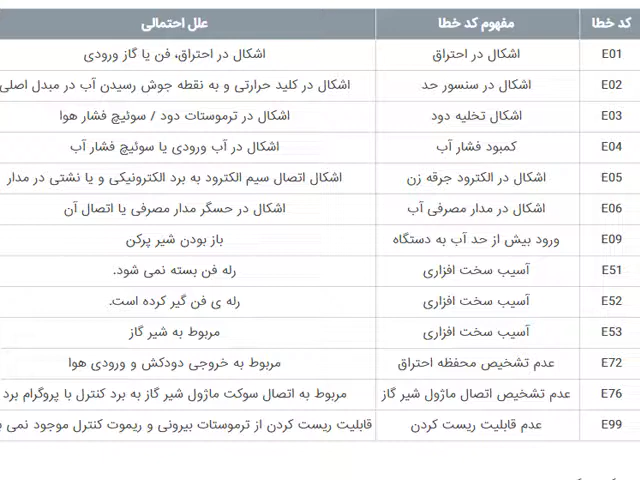 کد خطا مفهوم کد خطا علل احتمالی
E01 اشکال در احتراق اشکال در احتراق، فن یا گاز ورودی
E02 اشکال در سنسور حد اشکال در کلید حرارتی و به نقطه جوش رسیدن آب در مبدل اصلی
E03 اشکال تخلیه دود اشکال در ترموستات دود / سوئیچ فشار هوا
E04 کمبود فشار آب اشکال در آب ورودی یا سوئیچ فشار آب
E05 اشکال در الکترود جرقه زن اشکال اتصال سیم الکترود به برد الکترونیکی و یا نشتی در مدار
E06 اشکال در مدار مصرفی آب اشکال در حسگر مدار مصرفی یا اتصال آن
E09 ورود بیش از حد آب به دستگاه باز بودن شیر پرکن
E51 آسیب سخت افزاری رله فن بسته نمی شود.
E52 آسیب سخت افزاری رله ی فن گیر کرده است.
E53 آسیب سخت افزاری مربوط به شیر گاز
E72 عدم تشخیص محفظه احتراق مربوط به خروجی دودکش و ورودی هوا
E76 عدم تشخیص اتصال ماژول شیر گاز مربوط به اتصال سوکت ماژول شیر گاز به برد کنترل با پروگرام برد
E99 عدم قابلیت ریست کردن قابلیت ریست کردن از ترموستات بیرونی و ریموت کنترل موجود نمی